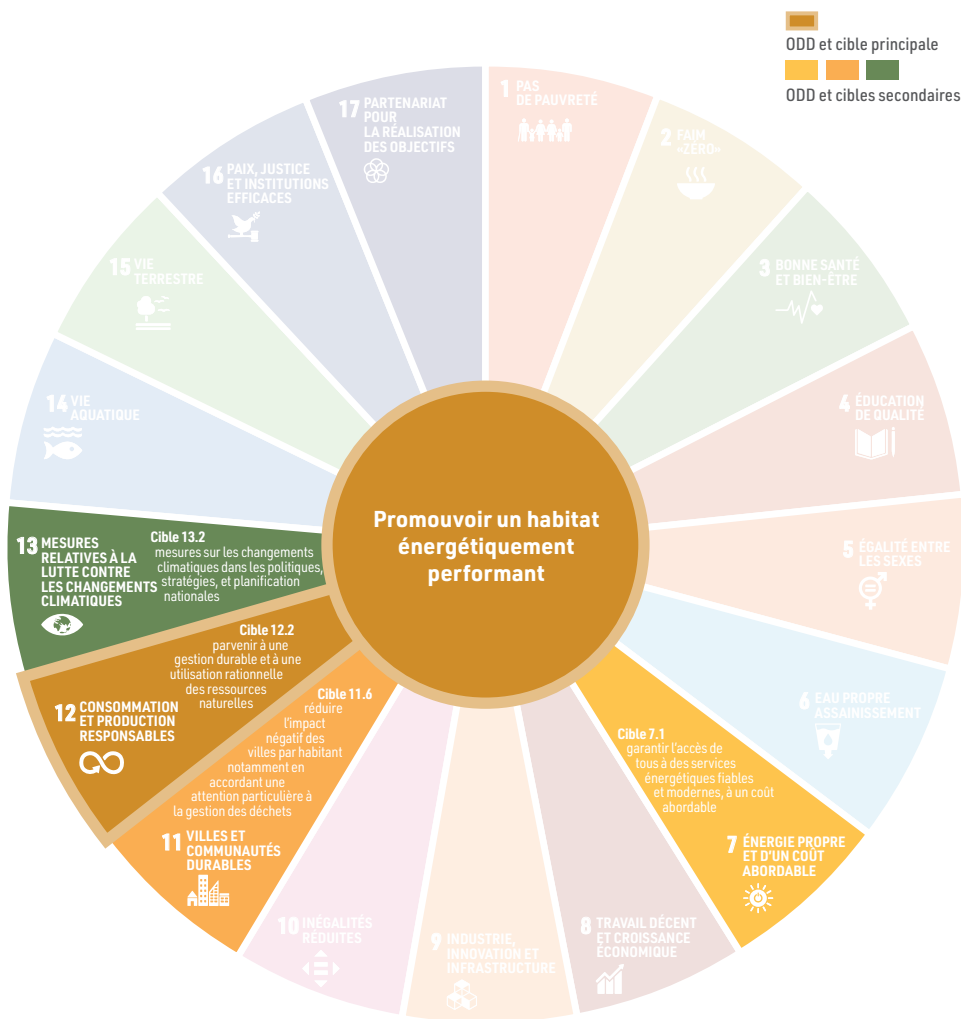 ODD et cible principale
ODD et cibles secondaires
1 PAS
DE PAUVRETÉ
2 FAIM
«ZÉRO»
3 BONNE SANTÉ
ET BIEN-ÊTRE
4 ÉDUCATION
DE QUALITÉ
5 ÉGALITÉ ENTRE
LES SEXES
6 EAU PROPRE
ASSAINISSEMENT
Cible 7.1
garantir l'accès de
tous à des services
énergétiques fiables
et modernes, à un coût
abordable
7 ÉNERGIE PROPRE
ET D'UN COÛT
ABORDABLE
8 TRAVAIL DÉCENT
ET CROISSANCE
ÉCONOMIQUE
9 INDUSTRIE,
INNOVATION ET
INFRASTRUCTURE
10 INÉGALITÉS
RÉDUITES
Cible 11.6
réduire
l'impact
négatif des
villes par habitant
notamment en
accordant une
attention particulière à
la gestion des déchets
11 VILLES ET
COMMUNAUTÉS
DURABLES
Cible 12.2
parvenir à une
gestion durable et à une
utilisation rationnelle
des ressources
naturelles
12 CONSOMMATION
ET PRODUCTION
RESPONSABLES
Cible 13.2
mesures sur les changements
climatiques dans les politiques,
stratégies, et planification
nationales
13 MESURES
RELATIVES À LA
LUTTE CONTRE
LES CHANGEMENTS
CLIMATIQUES
14 VIE
AQUATIQUE
15 VIE
TERRESTRE
16 PAIX, JUSTICE
ET INSTITUTIONS
EFFICACES
17 PARTENARIAT
POUR
LA RÉALISATION
DES OBJECTIFS
Promouvoir un habitat
énergétiquement
performant